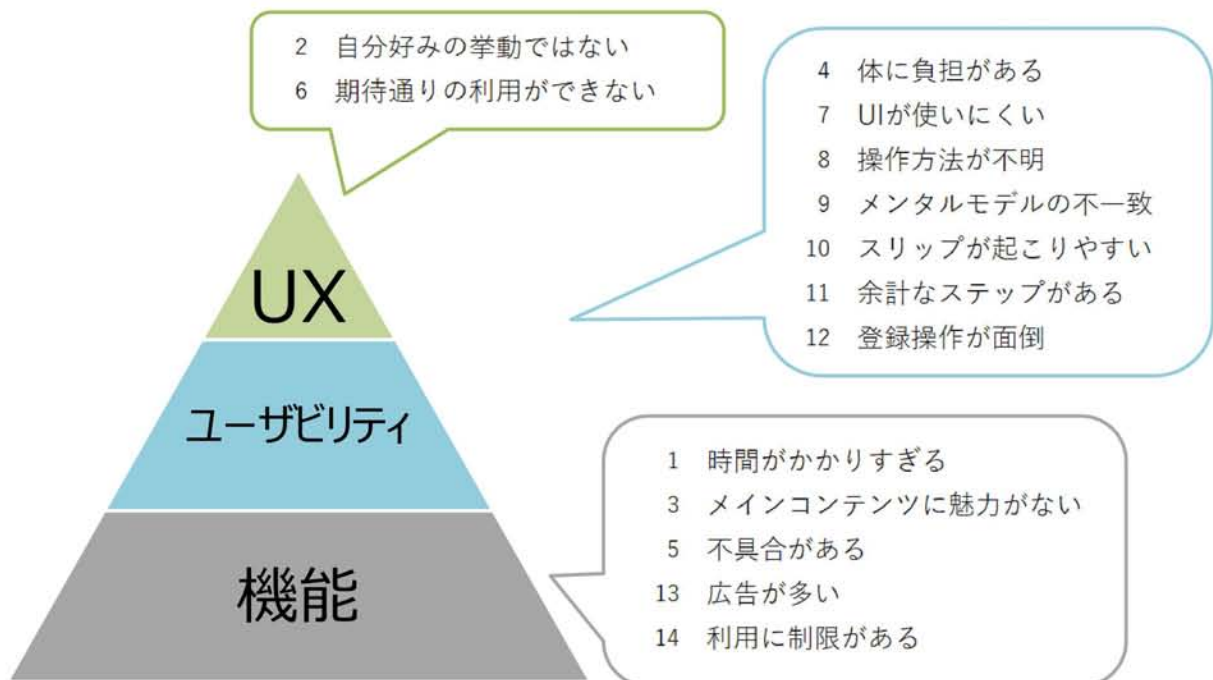 2 自分好みの挙動ではない
6 期待通りの利用ができない
4 体に負担がある
7 UIが使いにくい
8 操作方法が不明
9 メンタルモデルの不一致
10 スリップが起こりやすい
11 余計なステップがある
12 登録操作が面倒
UX
ユーザビリティ
機能
1 時間がかかりすぎる
3 メインコンテンツに魅力がない
5 不具合がある
13 広告が多い
14 利用に制限がある